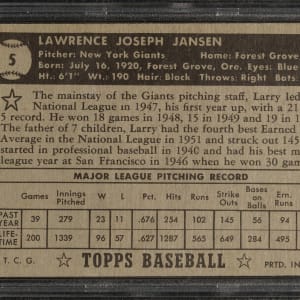 5
LAWRENCE JOSEPH JANSEN
Pitcher: New York Giants Home: Forest Grove,
Born: July 16, 1920, Forest Grove, Ore. Eyes: Blue
Ht: 6'1" Wt: 190 Hair: Black Throws: Right Bats:
The mainstay of the Giants pitching staff, Larry led
National League in 1947, his first year up, with a 21-
5 record. He won 18 games in 1948, 15 in 49 and 19 in 1
The father of 7 children, Larry had the fourth best Earned
Average in the National League in 1951 and struck out 145
started in professional baseball in 1940 and had his best m
league year at San Francisco in 1946 when he won 30 game
MAJOR LEAGUE PITCHING RECORD
Games Innings Pitched Won Lost Pct. Hits Runs Strike Outs Bases on Balls Ern. Runs
PAST YEAR 39 279 23 11 .676 254 102 145 56 94
LIFE-TIME 200 1339 96 57 .627 1287 564 284 495
T. C. G. TOPPS BASEBALL PRTD. IN